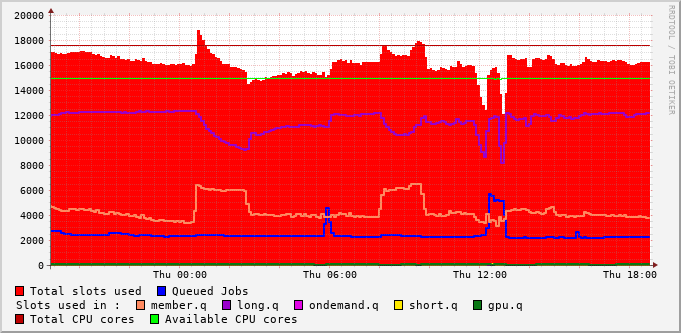 20000
18000
16000
14000
12000
10000
8000
6000
4000
2000
0
Thu 00:00 Thu 06:00 Thu 12:00 Thu 18:00
RRDTOOL / TOBI OETIKER
Total slots used Queued Jobs
Slots used in : member.q long.q ondemand.q short.q gpu.q
Total CPU cores Available CPU cores